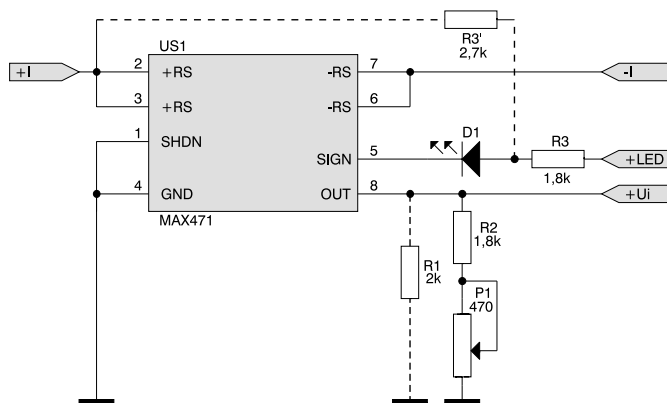 R3'
2,7k
US1
+I
2
+RS
-RS
7
-I
3
+RS
-RS
6
1
SHDN
D1
R3
SIGN
5
+LED
1,8k
4
GND
OUT
8
+Ui
MAX471
R2
1,8k
R1
2k
P1
470